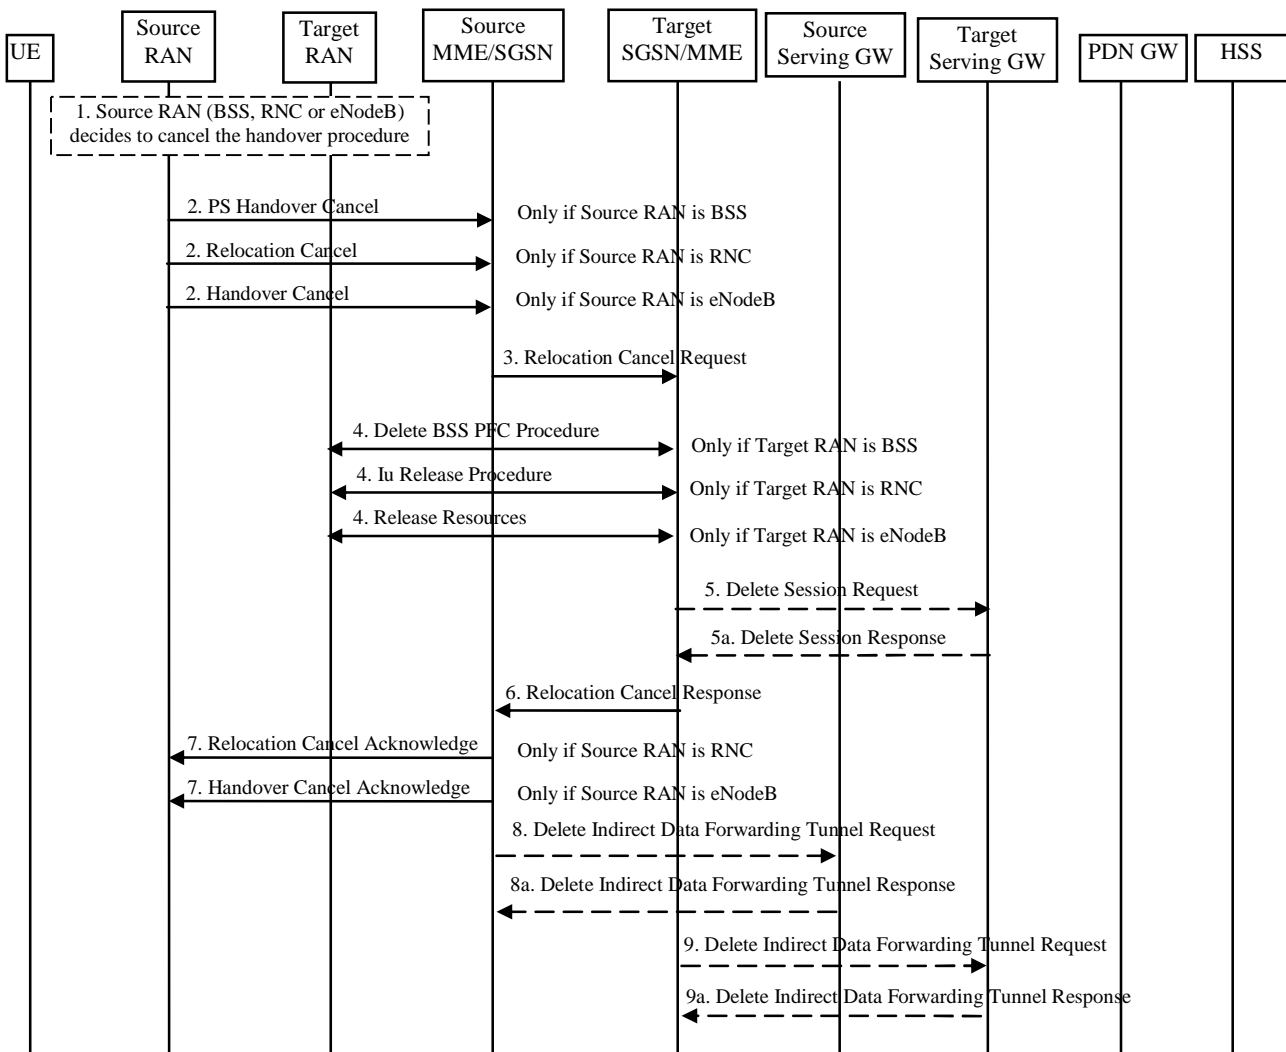 UE
Source
RAN
Target
RAN
Source
MME/SGSN
Target
SGSN/MME
Source
Serving GW
Target
Serving GW
PDN GW
HSS
1. Source RAN (BSS, RNC or eNodeB)
decides to cancel the handover procedure
2. PS Handover Cancel
Only if Source RAN is BSS
2. Relocation Cancel
Only if Source RAN is RNC
2. Handover Cancel
Only if Source RAN is eNodeB
3. Relocation Cancel Request
4. Delete BSS PFC Procedure
Only if Target RAN is BSS
4. Iu Release Procedure
Only if Target RAN is RNC
4. Release Resources
Only if Target RAN is eNodeB
5. Delete Session Request
5a. Delete Session Response
6. Relocation Cancel Response
7. Relocation Cancel Acknowledge
Only if Source RAN is RNC
7. Handover Cancel Acknowledge
Only if Source RAN is eNodeB
8. Delete Indirect Data Forwarding Tunnel Request
8a. Delete Indirect Data Forwarding Tunnel Response
9. Delete Indirect Data Forwarding Tunnel Request
9a. Delete Indirect Data Forwarding Tunnel Response